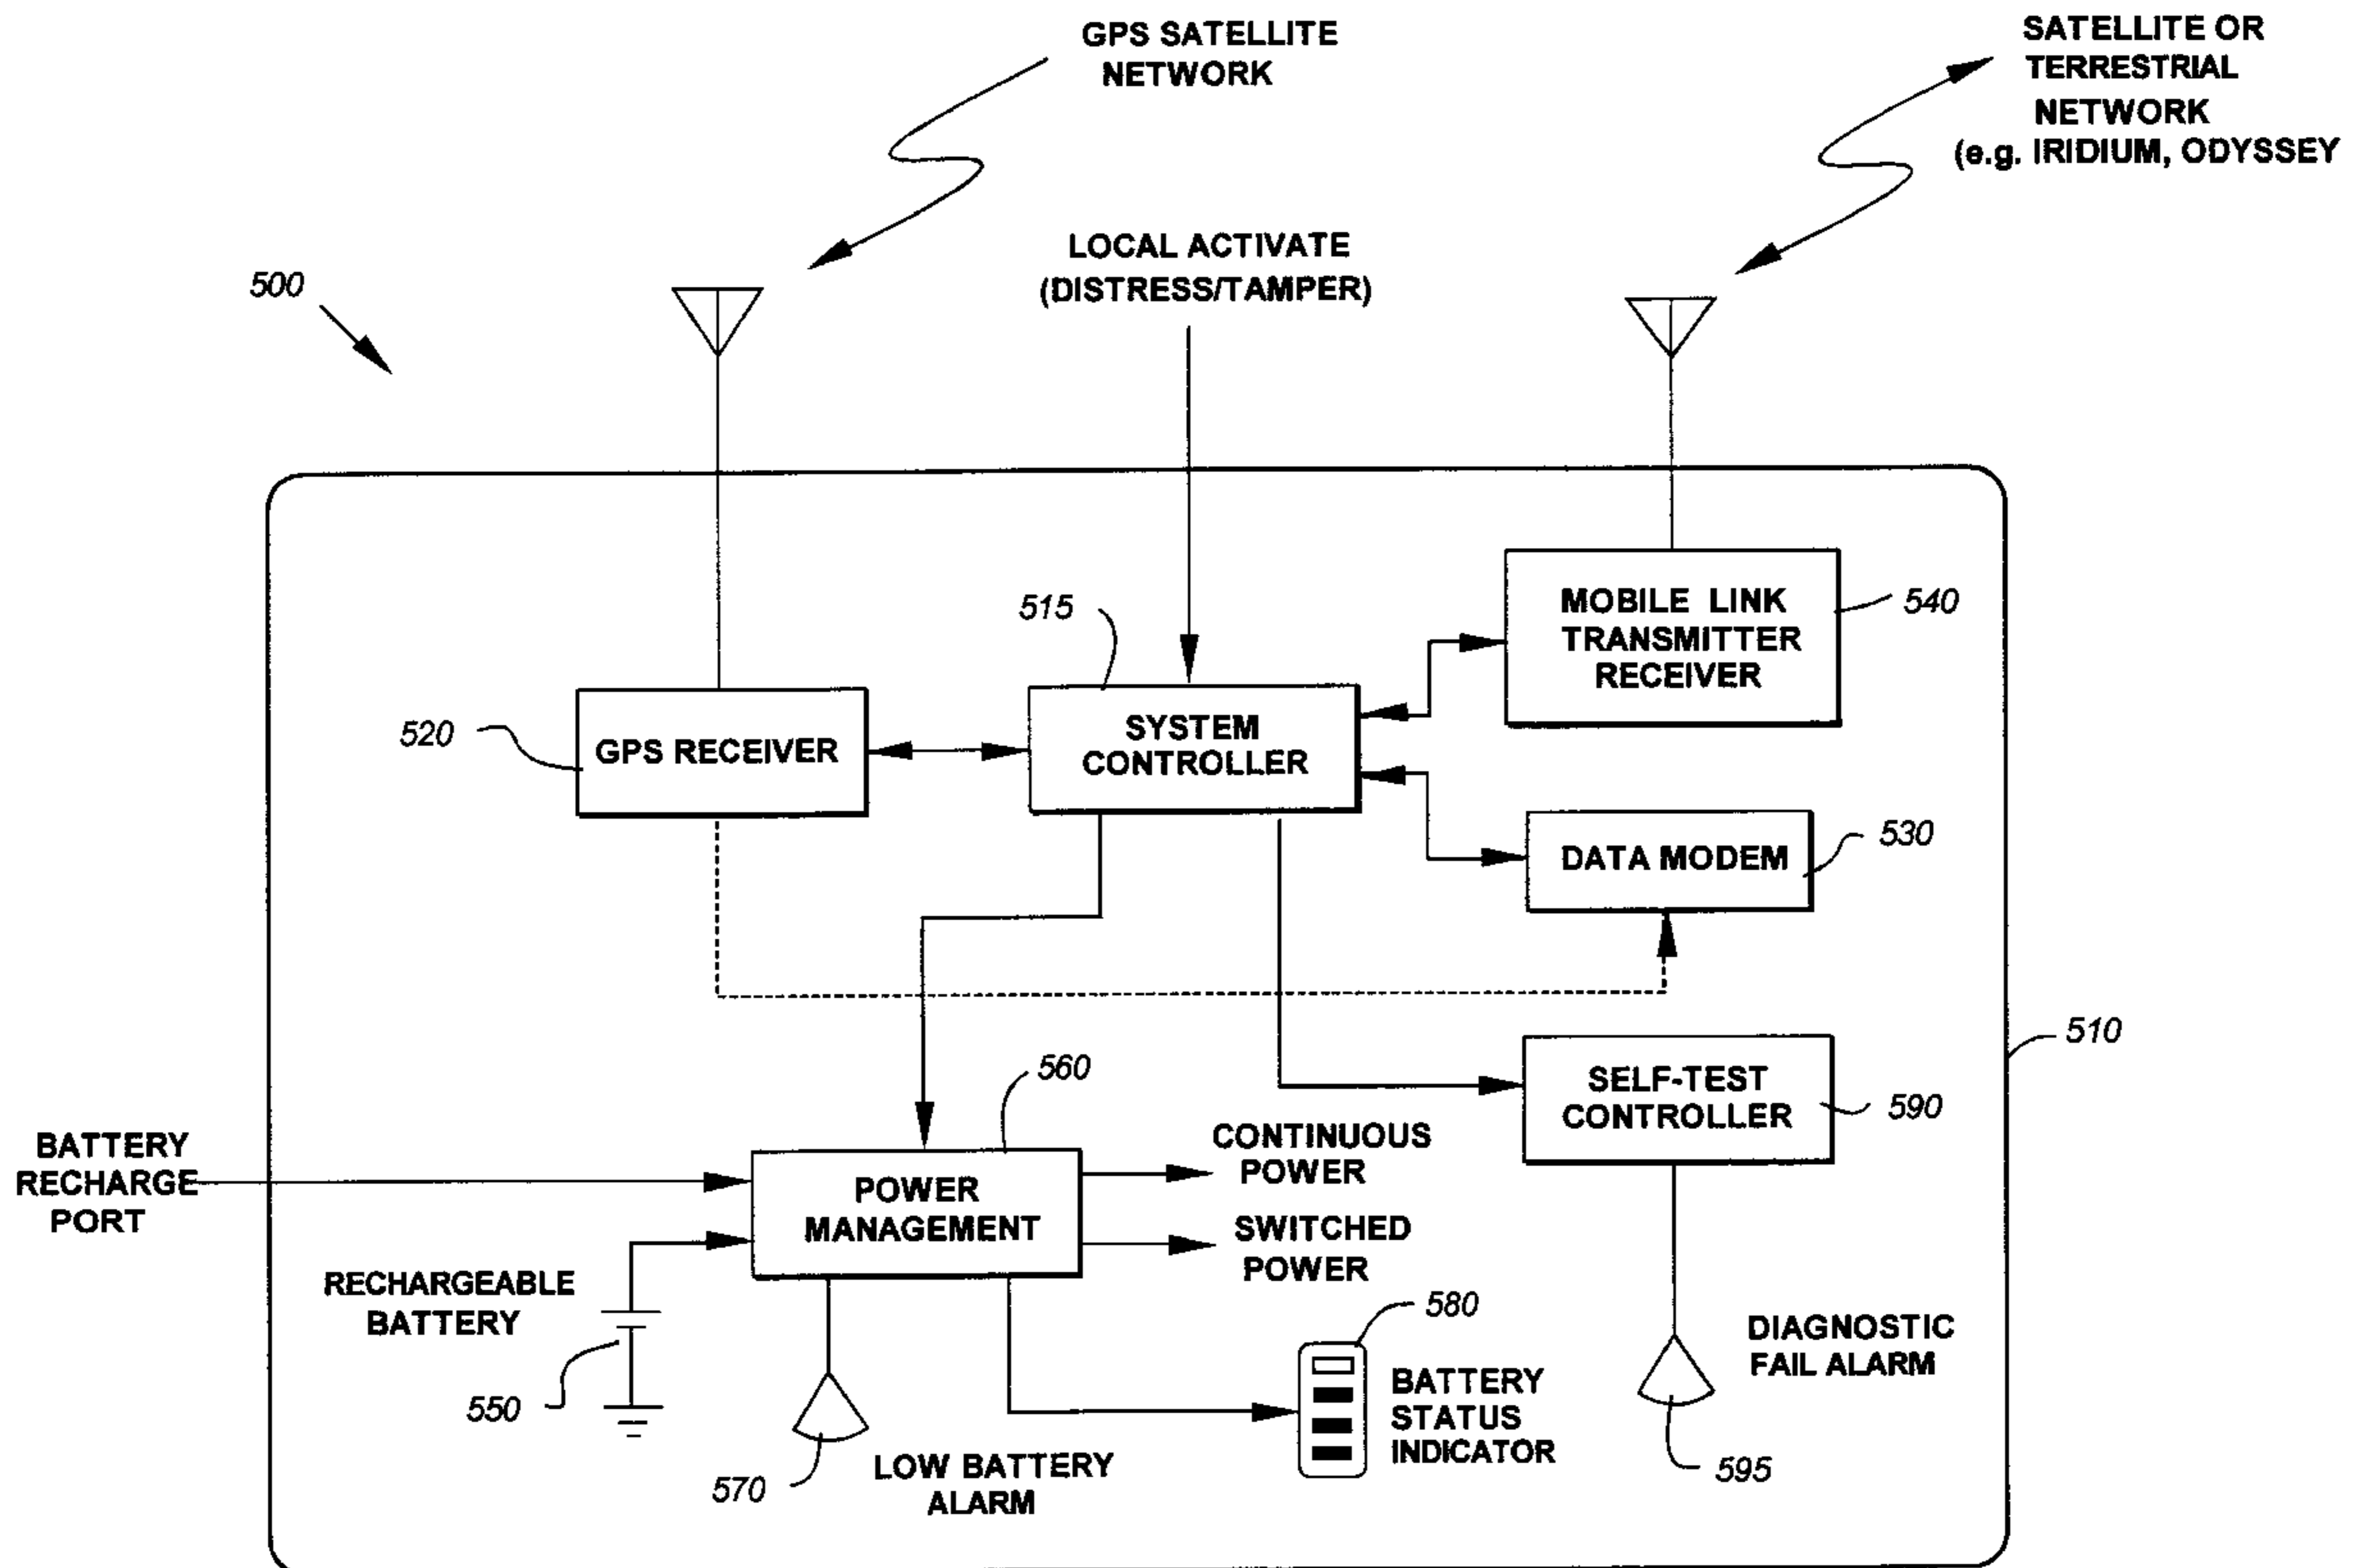 GPS SATELLITE
NETWORK
SATELLITE OR
TERRESTRIAL
NETWORK
(e.g. IRIDIUM, ODYSSEY
LOCAL ACTIVATE
(DISTRESS/TAMPER)
500
515
MOBILE LINK
TRANSMITTER
RECEIVER
540
520
GPS RECEIVER
SYSTEM
CONTROLLER
DATA MODEM
530
510
560
SELF-TEST
CONTROLLER
590
BATTERY
RECHARGE
PORT
POWER
MANAGEMENT
CONTINUOUS
POWER
SWITCHED
POWER
RECHARGEABLE
BATTERY
550
570
LOW BATTERY
ALARM
580
BATTERY
STATUS
INDICATOR
DIAGNOSTIC
FAIL ALARM
595